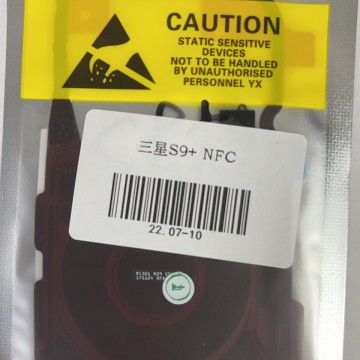 CAUTION
STATIC SENSITIVE
DEVICES
NOT TO BE HANDLED
BY UNAUTHORISED
PERSONNEL YX
三星S9+ NFC
22.07-10